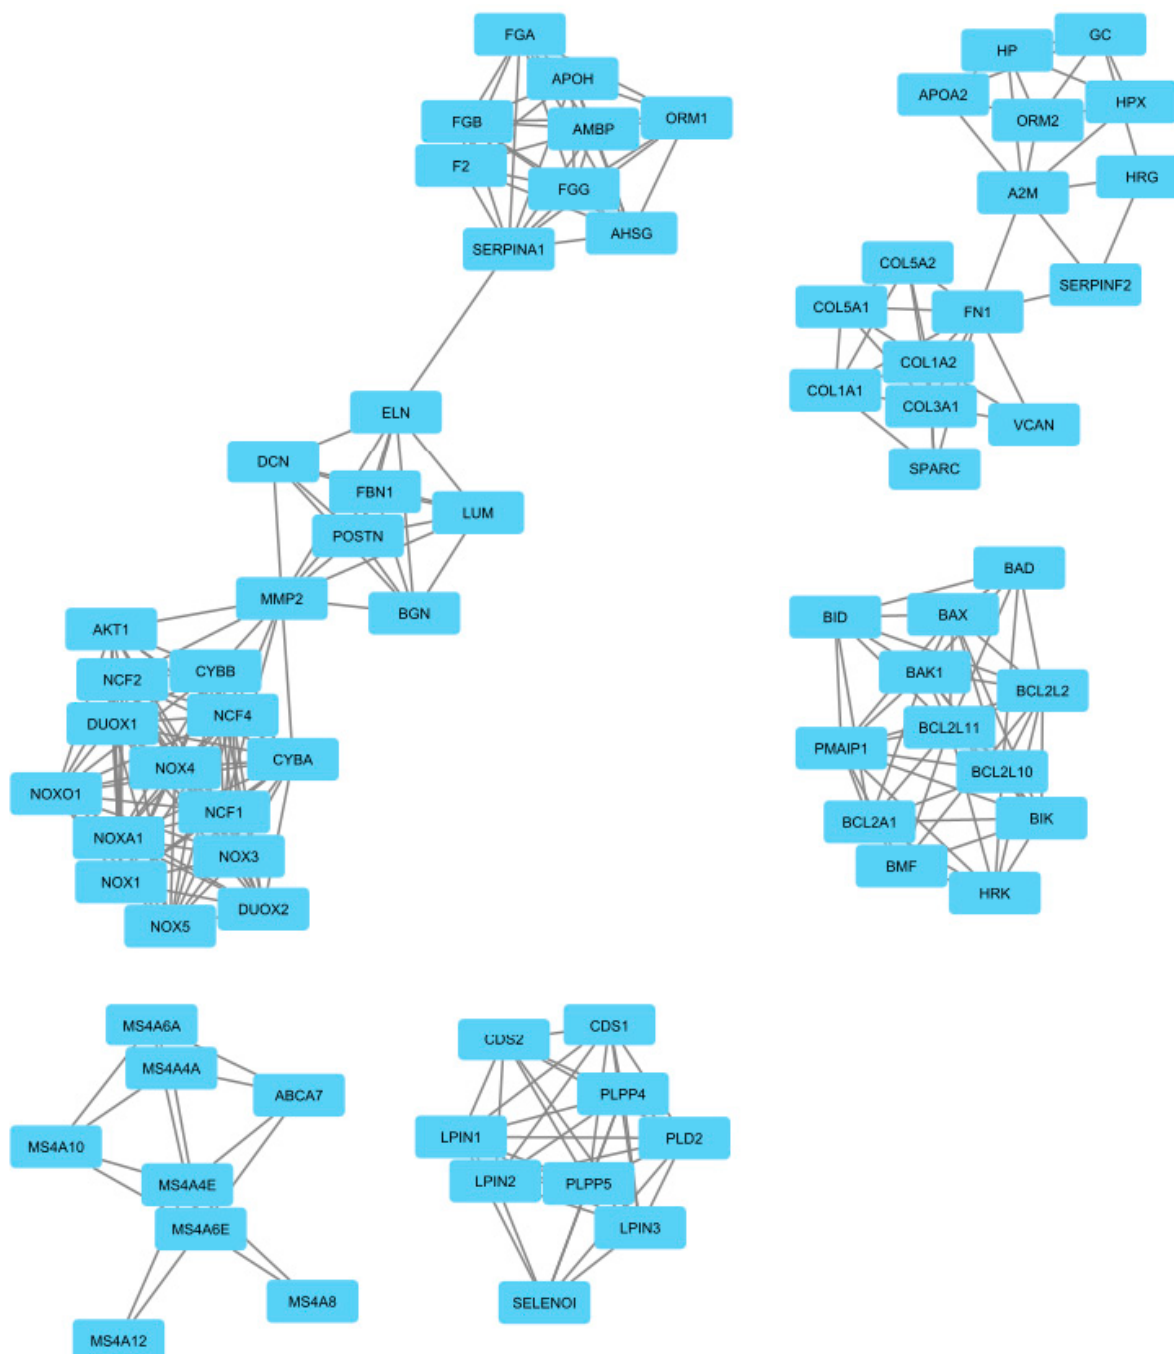 FGA
APOH
FGB
AMBP
ORM1
F2
FGG
AHSG
SERPINA1
ELN
DCN
FBN1
LUM
POSTN
MMP2
BGN
AKT1
CYBB
NCF2
NCF4
DUOX1
CYBA
NOX4
NOXO1
NCF1
NOXA1
NOX3
NOX1
DUOX2
NOX5
GC
HP
APOA2
HPX
ORM2
HRG
A2M
COL5A2
SERPINF2
COL5A1
FN1
COL1A2
COL1A1
COL3A1
VCAN
SPARC
BAD
BID
BAX
BAK1
BCL2L2
BCL2L11
PMAIP1
BCL2L10
BCL2A1
BIK
BMF
HRK
MS4A6A
MS4A4A
ABCA7
MS4A10
MS4A4E
MS4A6E
MS4A8
MS4A12
CDS1
CDS2
PLPP4
LPIN1
PLD2
LPIN2
PLPP5
LPIN3
SELENOI